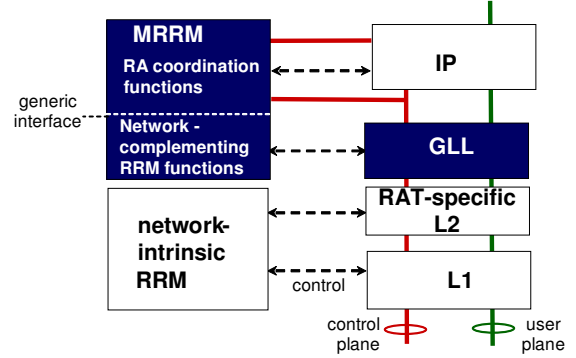 MRRM
RA coordination
functions
IP
generic
interface
Network -
complementing
RRM functions
GLL
RAT-specific
L2
network-
intrinsic
RRM
L1
control
control
plane
user
plane